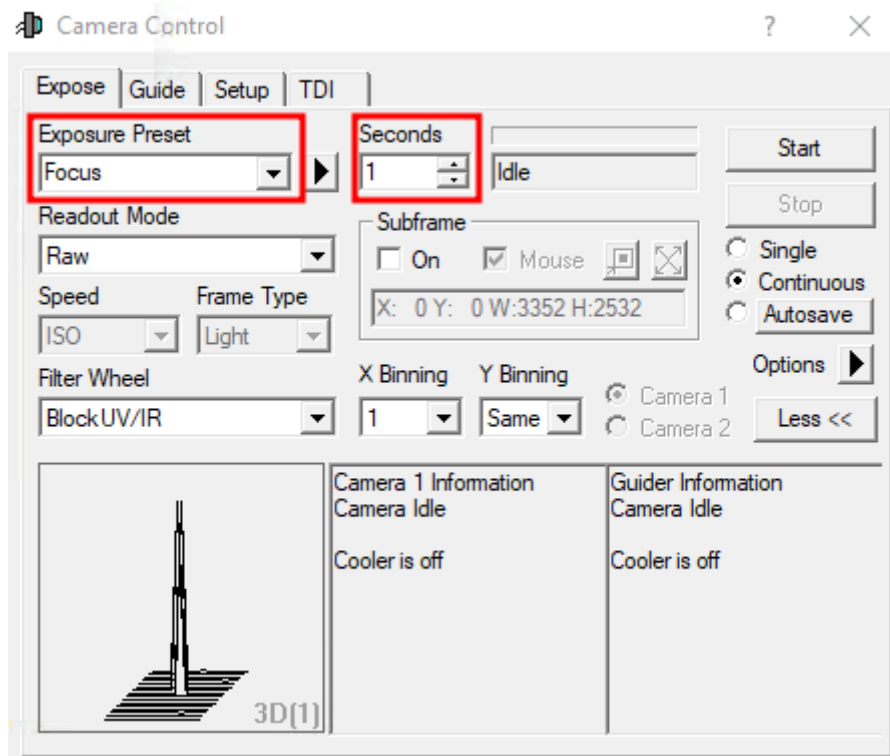 Camera Control
Expose Guide Setup TDI
Exposure Preset Seconds
Focus 1 Idle Start
Readout Mode Subframe Stop
Raw On Mouse Single
Continuous
Speed Frame Type X: 0 Y: 0 W:3352 H:2532 Autosave
ISO Light
Filter Wheel X Binning Y Binning Camera 1 Options
BlockUV/IR 1 Same Camera 2 Less <<
Camera 1 Information
Camera Idle
Cooler is off
Guider Information
Camera Idle
Cooler is off
3D(1)